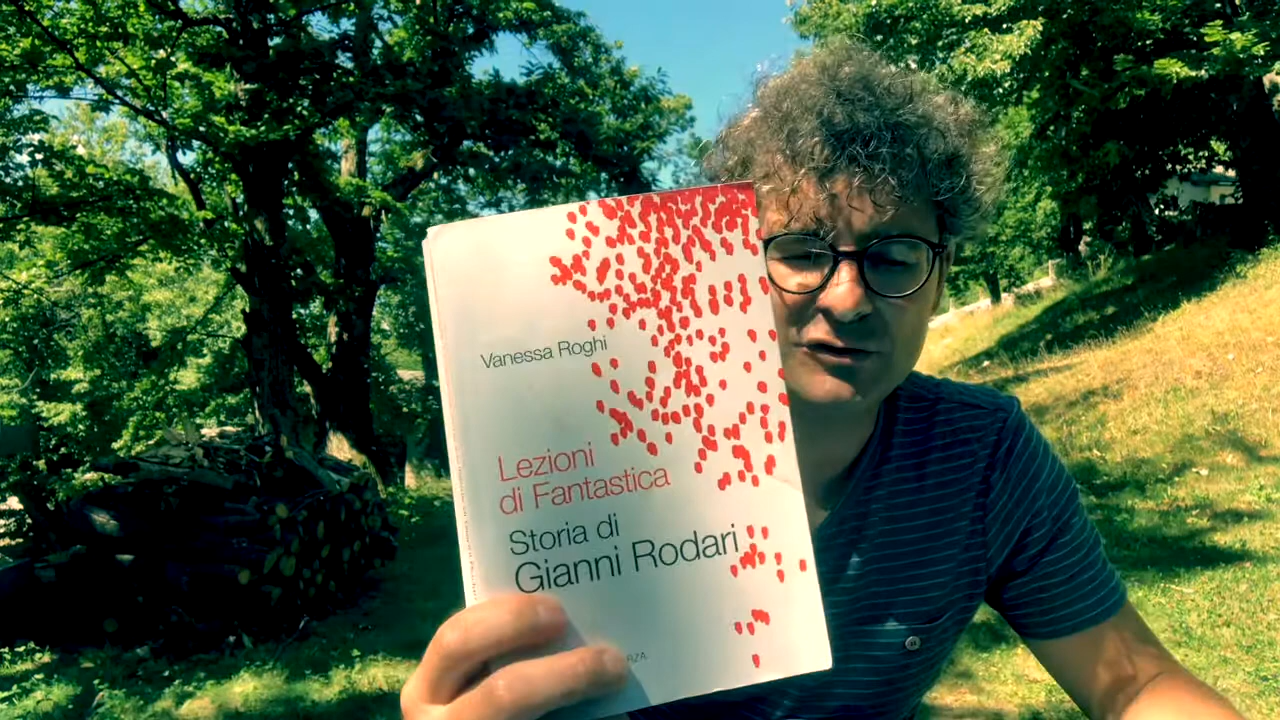 Vanessa Roghi
Lezioni
di Fantastica
Storia di
Gianni Rodari